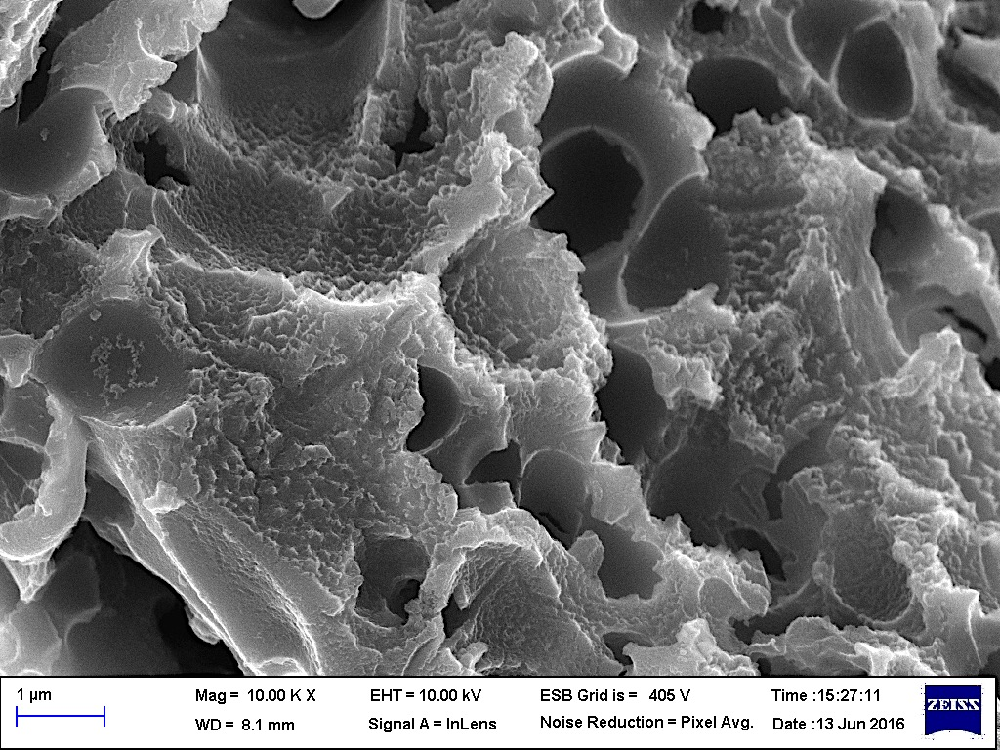 1 µm
Mag = 10.00 K X
EHT = 10.00 kV
ESB Grid is = 405 V
Time :15:27:11
WD = 8.1 mm
Signal A = InLens
Noise Reduction = Pixel Avg.
Date :13 Jun 2016
ZEISS